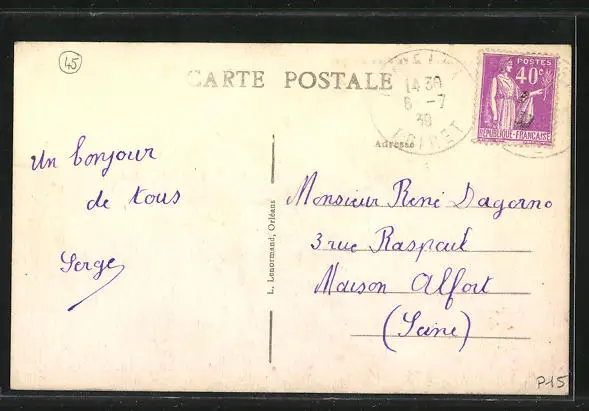 45
CARTE POSTALE
14 30
6 -7
39
LOIRET
POSTES
40c
REPUBLIQUE-FRANÇAISE
Adresse
Un bonjour
de tous
Serge
L. Lenormand, Orléans
Monsieur René Dagorno
3 rue Raspail
Maison Alfort
(Seine)
P15